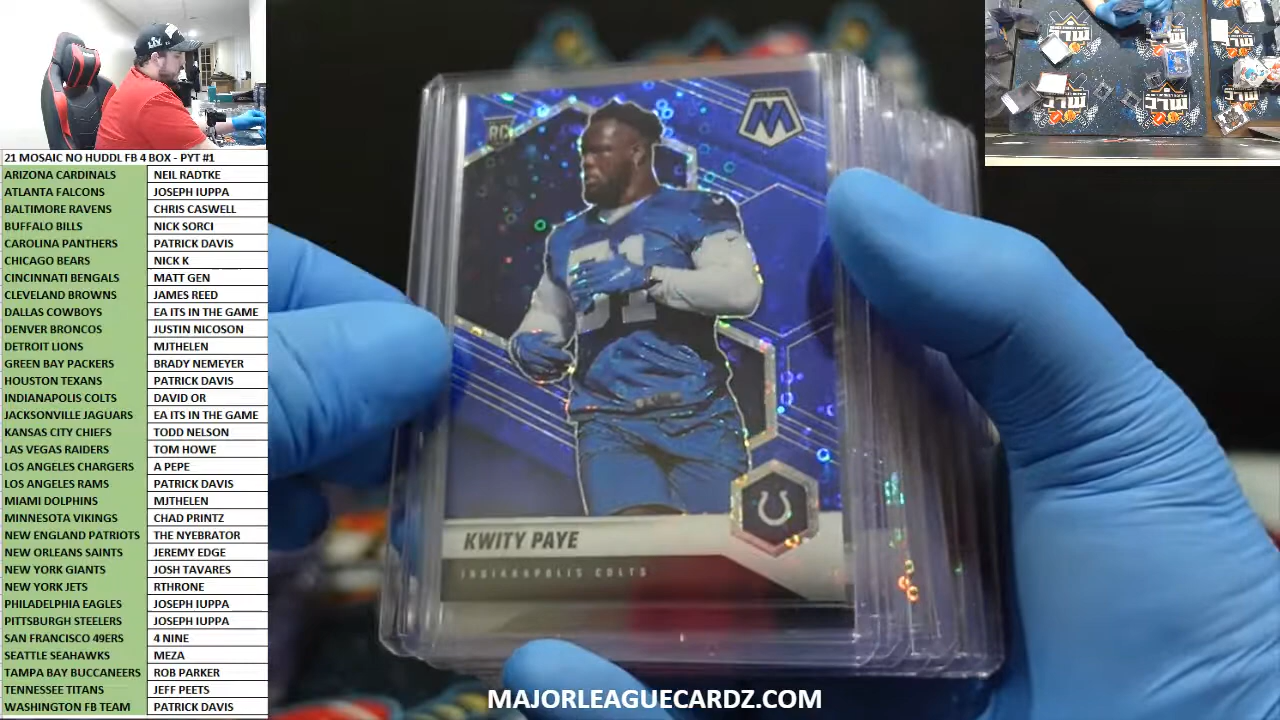 21 MOSAIC NO HUDDL FB 4 BOX - PYT #1
ARIZONA CARDINALS NEIL RADTKE
ATLANTA FALCONS JOSEPH IUPPA
BALTIMORE RAVENS CHRIS CASWELL
BUFFALO BILLS NICK SORCI
CAROLINA PANTHERS PATRICK DAVIS
CHICAGO BEARS NICK K
CINCINNATI BENGALS MATT GEN
CLEVELAND BROWNS JAMES REED
DALLAS COWBOYS EA ITS IN THE GAME
DENVER BRONCOS JUSTIN NICOSON
DETROIT LIONS MJTHELEN
GREEN BAY PACKERS BRADY NEMEYER
HOUSTON TEXANS PATRICK DAVIS
INDIANAPOLIS COLTS DAVID OR
JACKSONVILLE JAGUARS EA ITS IN THE GAME
KANSAS CITY CHIEFS TODD NELSON
LAS VEGAS RAIDERS TOM HOWE
LOS ANGELES CHARGERS A PEPE
LOS ANGELES RAMS PATRICK DAVIS
MIAMI DOLPHINS MJTHELEN
MINNESOTA VIKINGS CHAD PRINTZ
NEW ENGLAND PATRIOTS THE NYEBRATOR
NEW ORLEANS SAINTS JEREMY EDGE
NEW YORK GIANTS JOSH TAVARES
NEW YORK JETS RTHRONE
PHILADELPHIA EAGLES JOSEPH IUPPA
PITTSBURGH STEELERS JOSEPH IUPPA
SAN FRANCISCO 49ERS 4 NINE
SEATTLE SEAHAWKS MEZA
TAMPA BAY BUCCANEERS ROB PARKER
TENNESSEE TITANS JEFF PEETS
WASHINGTON FB TEAM PATRICK DAVIS
RC
51
KWITY PAYE
INDIANAPOLIS COLTS
MAJORLEAGUECARDZ.COM